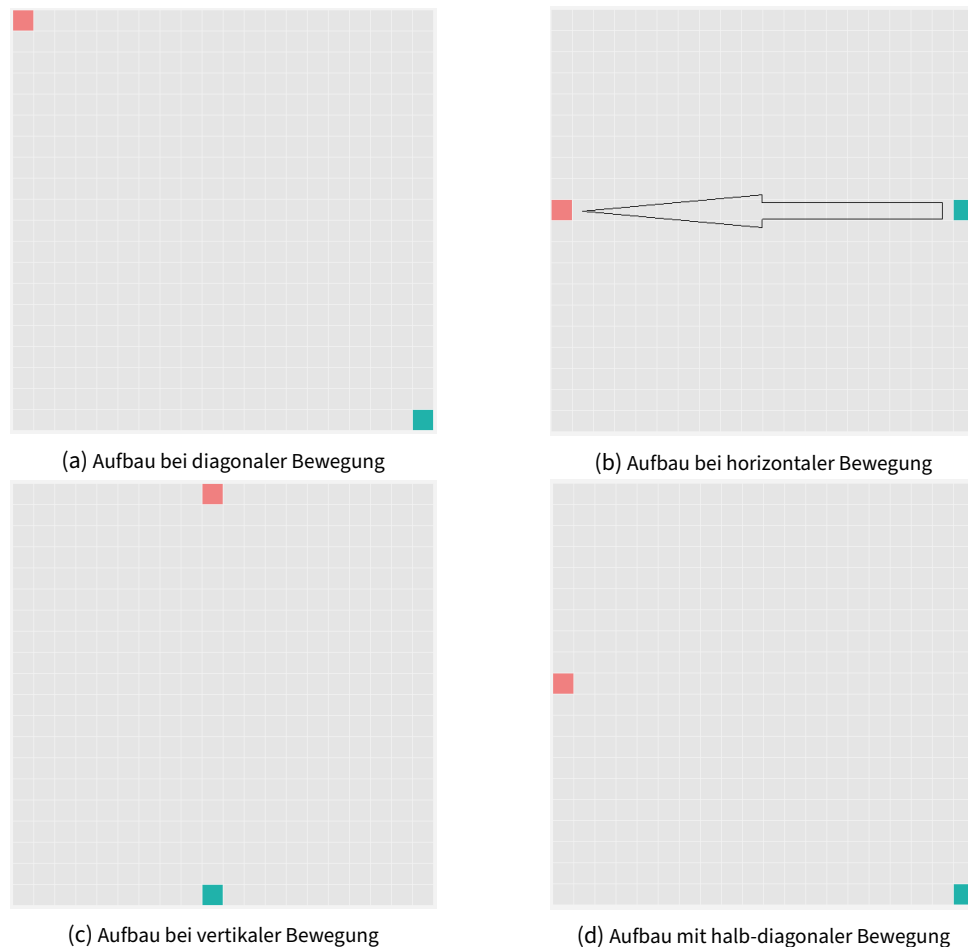 (a) Aufbau bei diagonaler Bewegung
(b) Aufbau bei horizontaler Bewegung
(c) Aufbau bei vertikaler Bewegung
(d) Aufbau mit halb-diagonaler Bewegung